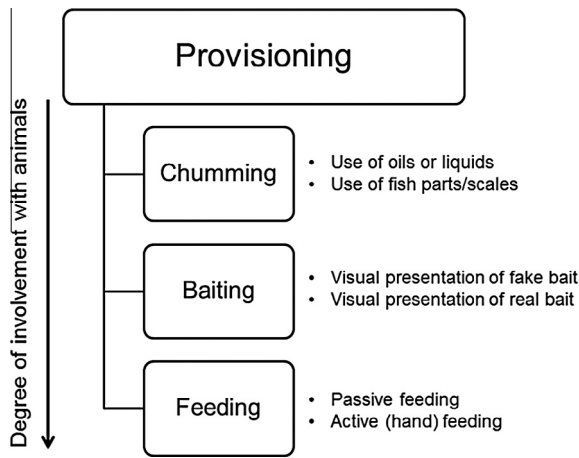 Provisioning
Degree of involvement with animals
Chumming
• Use of oils or liquids
• Use of fish parts/scales
Baiting
• Visual presentation of fake bait
• Visual presentation of real bait
Feeding
• Passive feeding
• Active (hand) feeding